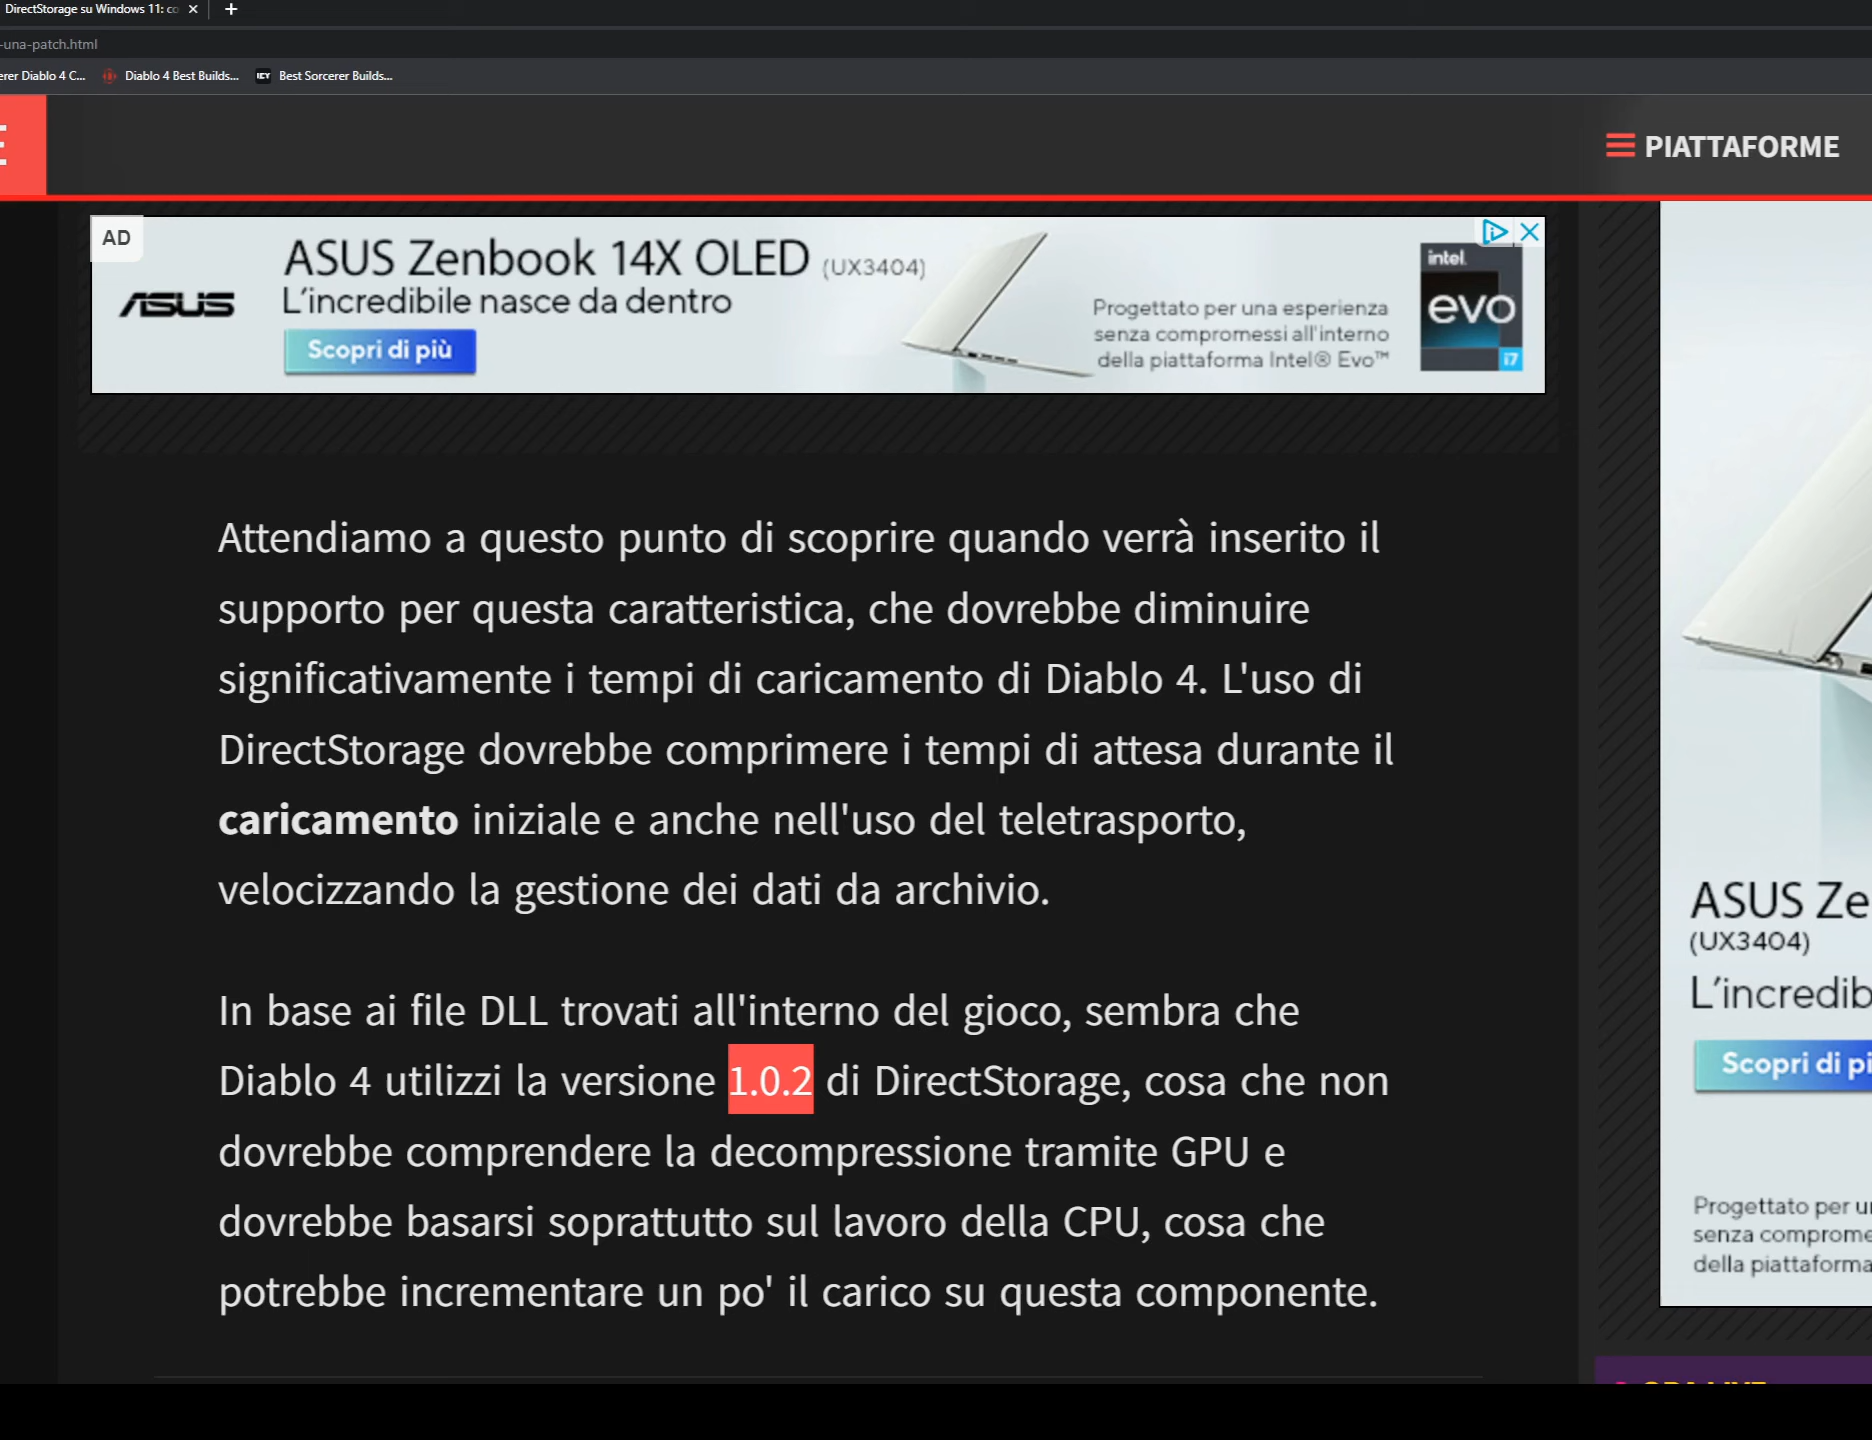 DirectStorage su Windows 11: co
-una-patch.html
erer Diablo 4 C...
Diablo 4 Best Builds...
ICY
Best Sorcerer Builds...
E
PIATTAFORME
AD
ASUS
ASUS Zenbook 14X OLED (UX3404)
L'incredibile nasce da dentro
Scopri di più
Progettato per una esperienza
senza compromessi all'interno
della piattaforma Intel® Evo™
intel
evo
i7
Attendiamo a questo punto di scoprire quando verrà inserito il
supporto per questa caratteristica, che dovrebbe diminuire
significativamente i tempi di caricamento di Diablo 4. L'uso di
DirectStorage dovrebbe comprimere i tempi di attesa durante il
caricamento iniziale e anche nell'uso del teletrasporto,
velocizzando la gestione dei dati da archivio.
In base ai file DLL trovati all'interno del gioco, sembra che
Diablo 4 utilizzi la versione 1.0.2 di DirectStorage, cosa che non
dovrebbe comprendere la decompressione tramite GPU e
dovrebbe basarsi soprattutto sul lavoro della CPU, cosa che
potrebbe incrementare un po' il carico su questa componente.
ASUS Ze
(UX3404)
L'incredib
Scopri di pi
Progettato per u
senza comprome
della piattaforma